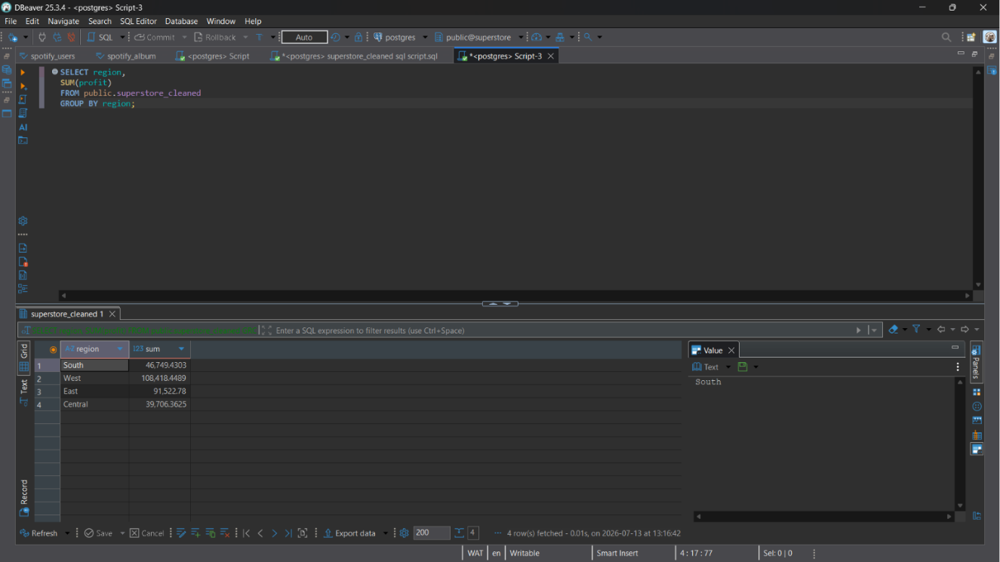 DBeaver 25.3.4 - <postgres> Script-3
File Edit Navigate Search SQL Editor Database Window Help
SQL Commit Rollback T Auto postgres public@superstore
spotify_users spotify_album <postgres> Script *<postgres> superstore_cleaned sql script.sql *<postgres> Script-3
SELECT region,
SUM(profit)
FROM public.superstore_cleaned
GROUP BY region;
AI
superstore_cleaned 1
Enter a SQL expression to filter results (use Ctrl+Space)
Grid
Text
Record
A-Z region 123 sum
1 South 46,749.4303
2 West 108,418.4489
3 East 91,522.78
4 Central 39,706.3625
Value
Text
South
Panels
Refresh Save Cancel Export data 200 4 ··· 4 row(s) fetched - 0.01s, on 2026-07-13 at 13:16:42
WAT en Writable Smart Insert 4 : 17 : 77 Sel: 0 | 0